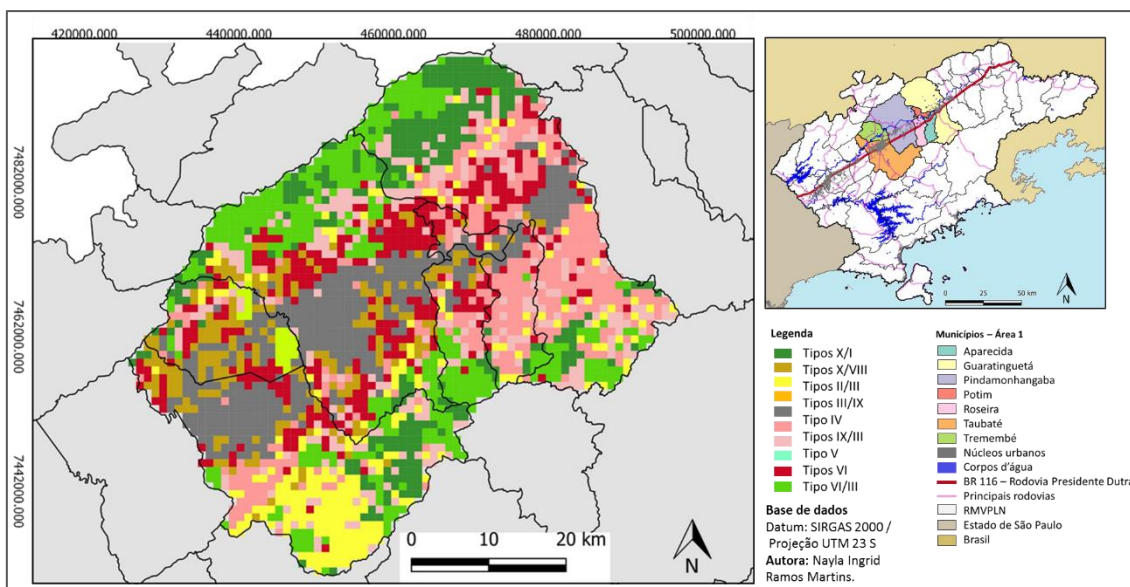 420000.000 440000.000 460000.000 480000.000 500000.000
7482000.000
7462000.000
7442000.000
0 10 20 km
N
0 25 50 km
N
Legenda
Tipos X/I
Tipos X/VIII
Tipos II/III
Tipos III/IX
Tipo IV
Tipos IX/III
Tipo V
Tipos VI
Tipo VI/III
Base de dados
Datum: SIRGAS 2000 /
Projeção UTM 23 S
Autora: Nayla Ingrid
Ramos Martins.
Municípios – Área 1
Aparecida
Guaratinguetá
Pindamonhangaba
Potim
Roseira
Taubaté
Tremembé
Núcleos urbanos
Corpos d'água
BR 116 – Rodovia Presidente Dutra
Principais rodovias
RMVPLN
Estado de São Paulo
Brasil